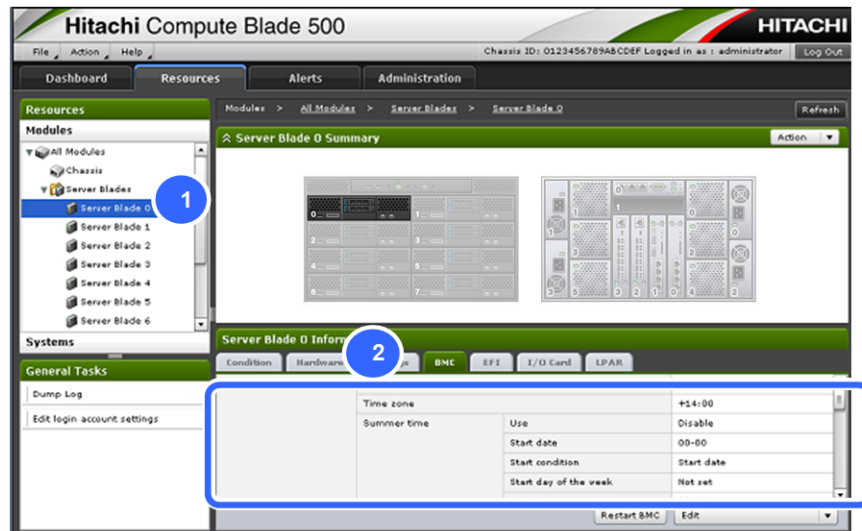 Hitachi Compute Blade 500
HITACHI
File Action Help
Chassis ID: 0123456789ABCDEF Logged in as : administrator Log Out
Dashboard Resources Alerts Administration
Resources
Modules > All Modules > Server Blades > Server Blade 0
Refresh
Modules
Server Blade 0 Summary
Action
All Modules
Chassis
Server Blades
Server Blade 0
1
Server Blade 1
Server Blade 2
Server Blade 3
Server Blade 4
Server Blade 5
Server Blade 6
Systems
Server Blade 0
2
General Tasks
Condition Hardware BMC EFI I/O Card LPAR
Dump Log
Edit login account settings
Time zone +14:00
Summer time Use Disable
Start date 00-00
Start condition Start date
Start day of the week Not set
Restart BMC Edit